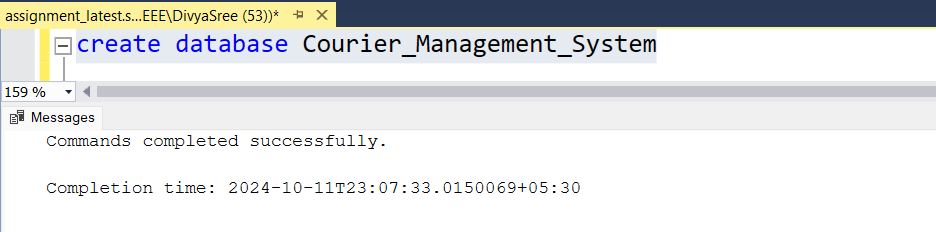 assignment_latest.s...EEE\DivyaSree (53))*
create database Courier_Management_System
159 %
Messages
Commands completed successfully.
Completion time: 2024-10-11T23:07:33.0150069+05:30